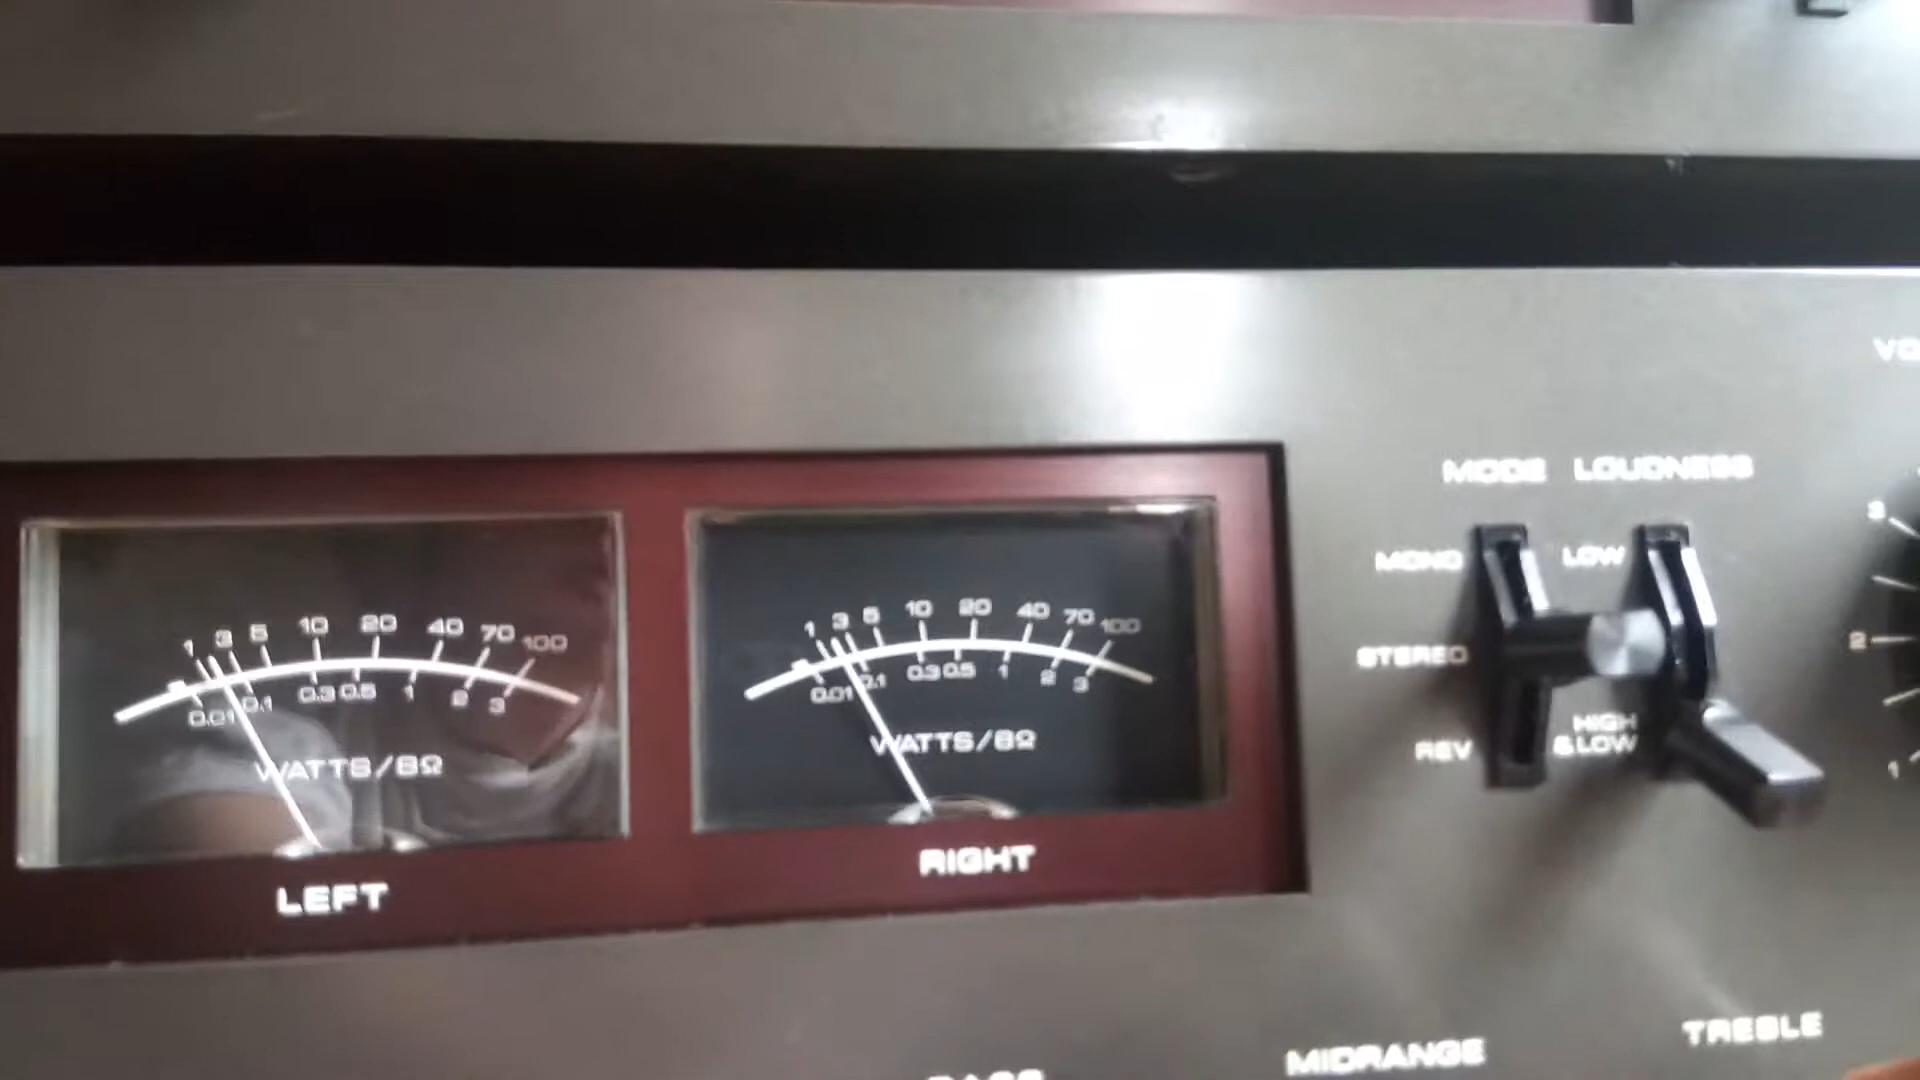 VO
MODE LOUDNESS
3
MONO LOW
1 3 5 10 20 40 70 100
0.01 0.1 0.3 0.5 1 2 3
WATTS/8Ω
LEFT
1 3 5 10 20 40 70 100
0.01 0.1 0.3 0.5 1 2 3
WATTS/8Ω
RIGHT
STEREO
2
REV HIGH
& LOW
1
MIDRANGE
TREBLE